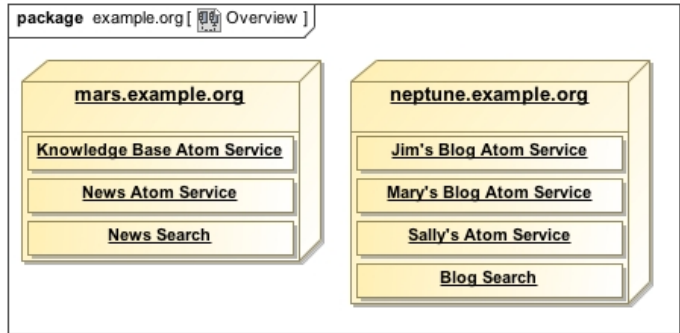 package example.org [ Overview ]
mars.example.org
Knowledge Base Atom Service
News Atom Service
News Search
neptune.example.org
Jim's Blog Atom Service
Mary's Blog Atom Service
Sally's Atom Service
Blog Search